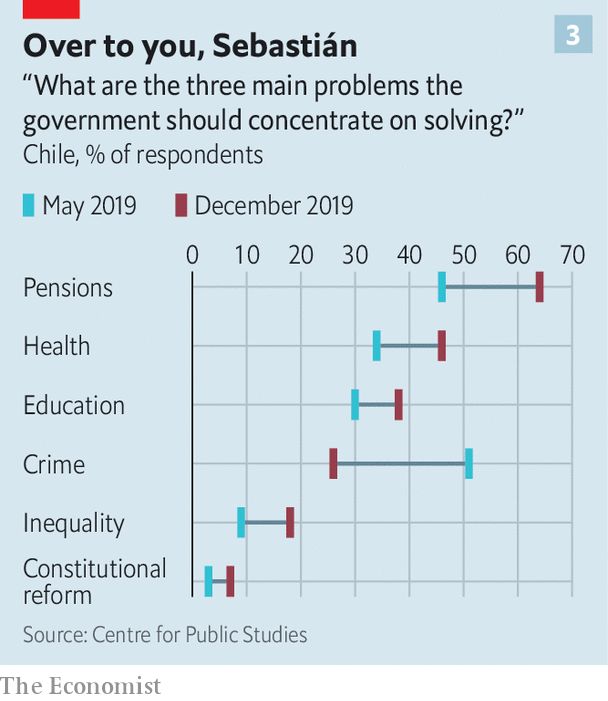 Over to you, Sebastián
3
“What are the three main problems the
government should concentrate on solving?”
Chile, % of respondents
May 2019 December 2019
0 10 20 30 40 50 60 70
Pensions
Health
Education
Crime
Inequality
Constitutional
reform
Source: Centre for Public Studies
The Economist